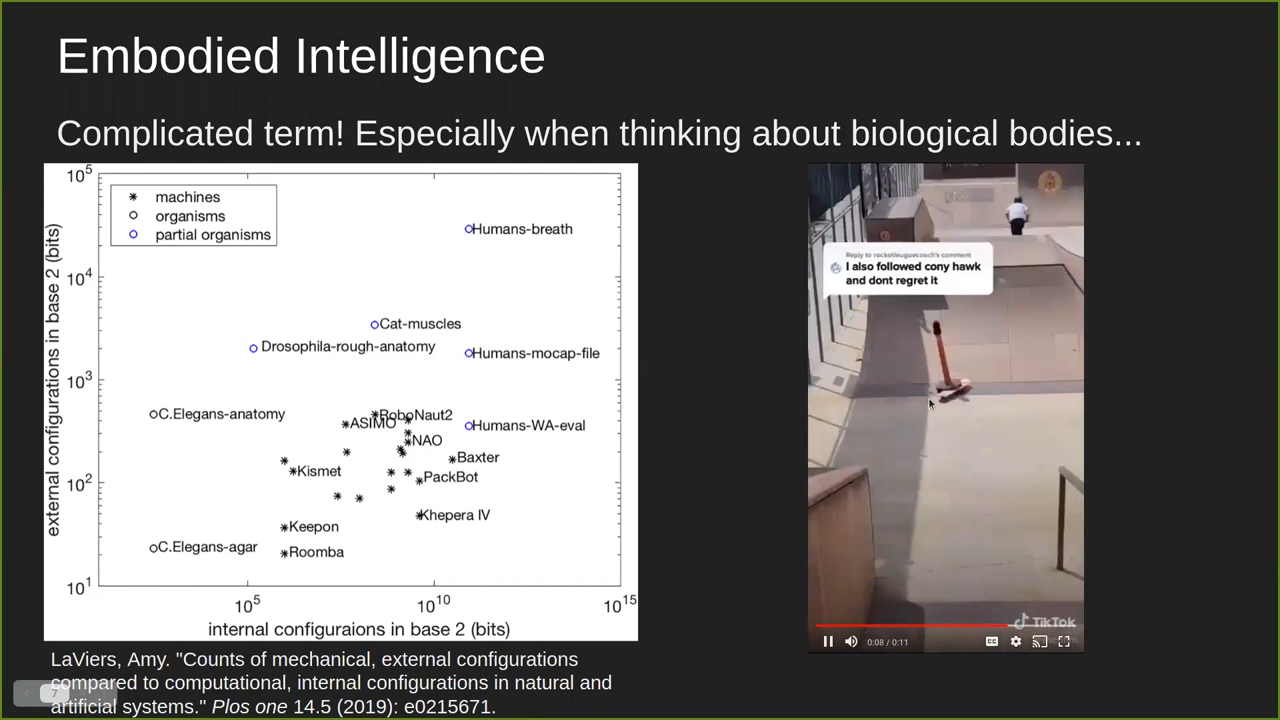 Embodied Intelligence
Complicated term! Especially when thinking about biological bodies...
10^5
machines
organisms
partial organisms
Humans-breath
10^4
Cat-muscles
Drosophila-rough-anatomy
Humans-mocap-file
10^3
C.Elegans-anatomy
RoboNaut2
ASIMO
Humans-WA-eval
NAO
Baxter
Kismet
PackBot
10^2
Khepera IV
Keepon
C.Elegans-agar
Roomba
10^1
external configurations in base 2 (bits)
10^5 10^10 10^15
internal configuraions in base 2 (bits)
LaViers, Amy. "Counts of mechanical, external configurations
compared to computational, internal configurations in natural and
artificial systems." Plos one 14.5 (2019): e0215671.
7
Reply to rocketleaguecoach's comment
I also followed cony hawk
and dont regret it
TikTok
0:08 / 0:11